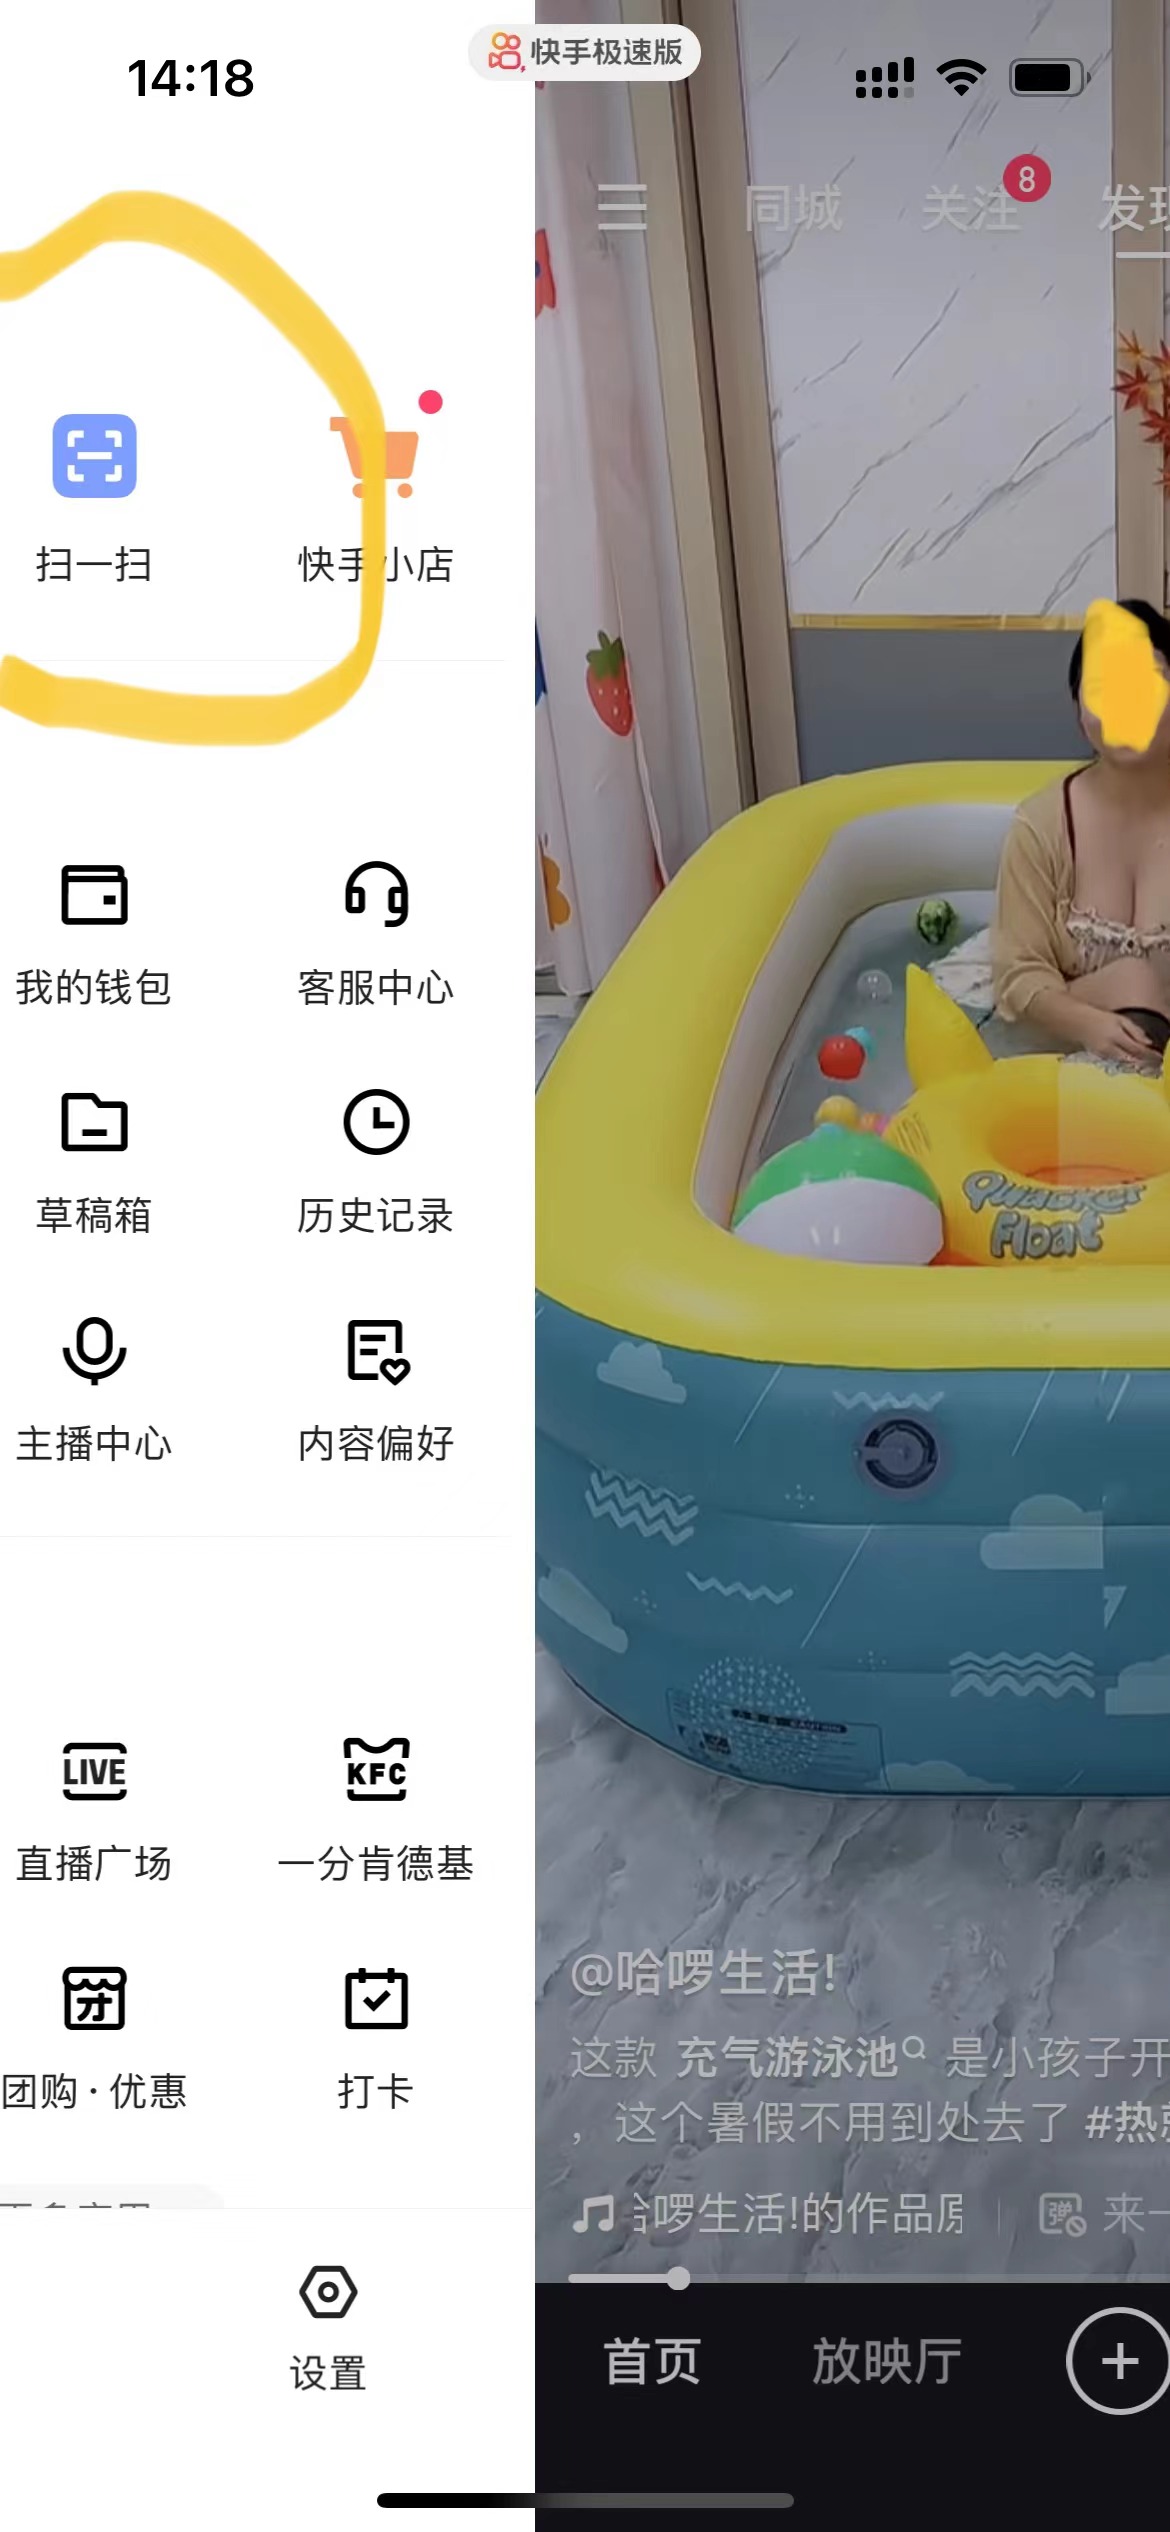 14:18
快手极速版
同城 关注 8 发现
扫一扫 快手小店
我的钱包 客服中心
草稿箱 历史记录
主播中心 内容偏好
Quacker
Float
LIVE KFC
直播广场 一分肯德基
团
团购·优惠 打卡
@哈啰生活!
这款 充气游泳池 是小孩子开
，这个暑假不用到处去了 #热
哈啰生活!的作品原
弹 来一
设置
首页 放映厅